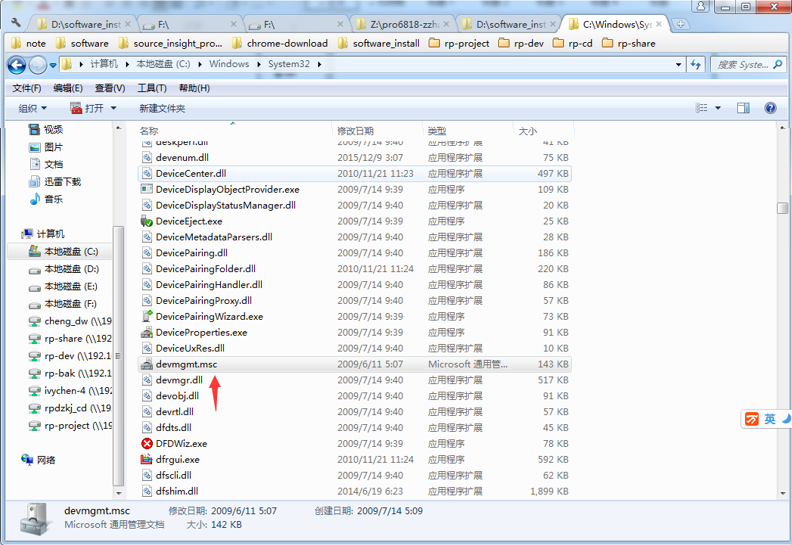 D:\software_inst
F:\
F:\
Z:\pro6818-zzh
D:\software_inst
C:\Windows\Sys
note
software
source_insight_pro...
chrome-download
software_install
rp-project
rp-dev
rp-cd
rp-share
计算机 本地磁盘 (C:) Windows System32
搜索 Syste...
文件(F) 编辑(E) 查看(V) 工具(T) 帮助(H)
组织 打开 新建文件夹
视频
图片
文档
迅雷下载
音乐
计算机
本地磁盘 (C:)
本地磁盘 (D:)
本地磁盘 (E:)
本地磁盘 (F:)
cheng_dw (\\19
rp-share (\\192
rp-dev (\\192.1
rp-bak (\\192.16
ivychen-4 (\\19
rpdzkj_cd (\\19
rp-project (\\19
网络
名称 修改日期 类型 大小
deskperf.dll 2009/7/14 9:40 应用程序扩展 41 KB
devenum.dll 2015/12/9 3:07 应用程序扩展 75 KB
DeviceCenter.dll 2010/11/21 11:23 应用程序扩展 497 KB
DeviceDisplayObjectProvider.exe 2009/7/14 9:39 应用程序 109 KB
DeviceDisplayStatusManager.dll 2009/7/14 9:40 应用程序扩展 20 KB
DeviceEject.exe 2009/7/14 9:39 应用程序 25 KB
DeviceMetadataParsers.dll 2009/7/14 9:40 应用程序扩展 28 KB
DevicePairing.dll 2009/7/14 9:40 应用程序扩展 186 KB
DevicePairingFolder.dll 2010/11/21 11:24 应用程序扩展 220 KB
DevicePairingHandler.dll 2009/7/14 9:40 应用程序扩展 86 KB
DevicePairingProxy.dll 2009/7/14 9:40 应用程序扩展 57 KB
DevicePairingWizard.exe 2009/7/14 9:39 应用程序 73 KB
DeviceProperties.exe 2009/7/14 9:39 应用程序 91 KB
DeviceUxRes.dll 2009/7/14 9:40 应用程序扩展 10 KB
devmgmt.msc 2009/6/11 5:07 Microsoft 通用管... 143 KB
devmgr.dll 2009/7/14 9:40 应用程序扩展 517 KB
devobj.dll 2009/7/14 9:40 应用程序扩展 91 KB
devrtl.dll 2009/7/14 9:40 应用程序扩展 57 KB
dfdts.dll 2009/7/14 9:40 应用程序扩展 45 KB
DFDWiz.exe 2009/7/14 9:39 应用程序 78 KB
dfrgui.exe 2010/11/21 11:24 应用程序 592 KB
dfscli.dll 2009/7/14 9:40 应用程序扩展 62 KB
dfshim.dll 2014/6/19 6:23 应用程序扩展 1,899 KB
英
devmgmt.msc 修改日期: 2009/6/11 5:07 创建日期: 2009/7/14 5:09
Microsoft 通用管理文档 大小: 142 KB